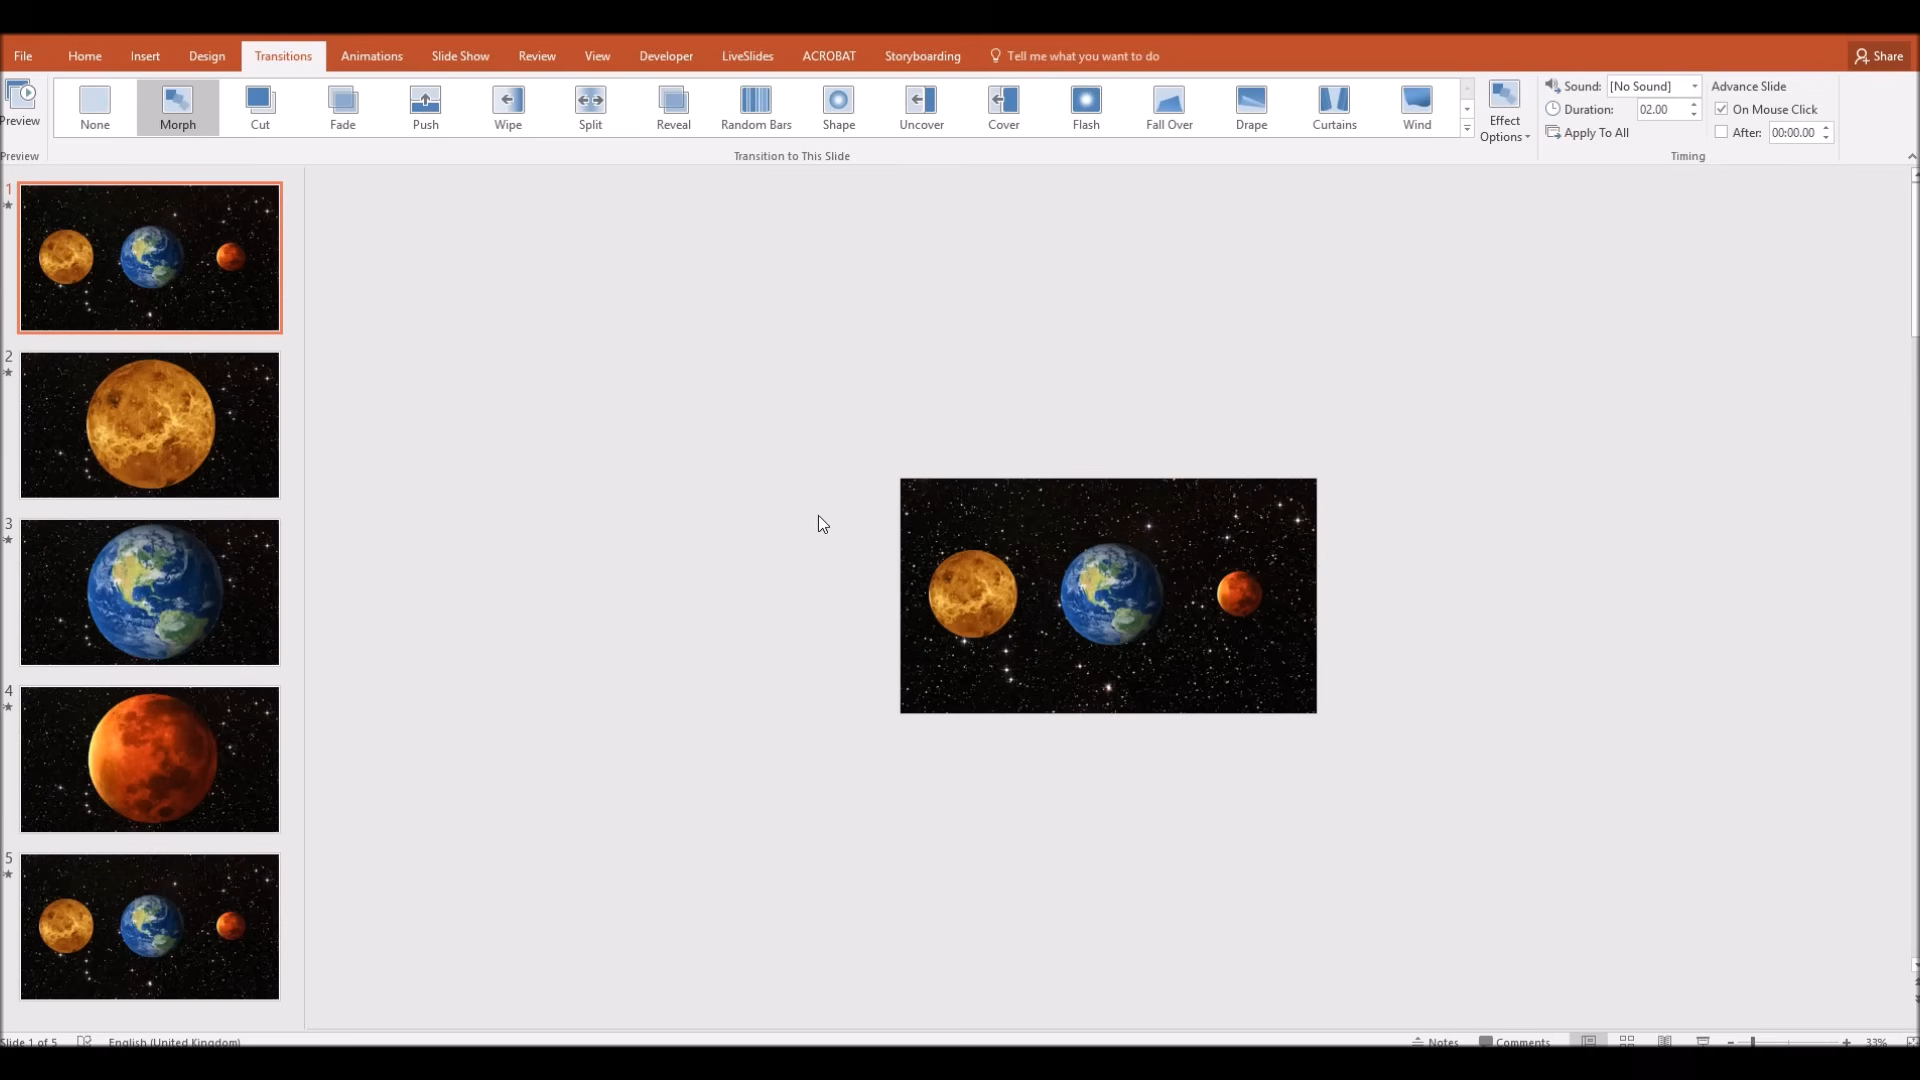 File Home Insert Design Transitions Animations Slide Show Review View Developer LiveSlides ACROBAT Storyboarding Tell me what you want to do Share
Preview None Morph Cut Fade Push Wipe Split Reveal Random Bars Shape Uncover Cover Flash Fall Over Drape Curtains Wind Effect Options
Sound: [No Sound] Advance Slide
Duration: 02.00 On Mouse Click
Apply To All After: 00:00.00
Preview Transition to This Slide Timing
1
2
3
4
5
Slide 1 of 5 English (United Kingdom) Notes Comments 33%